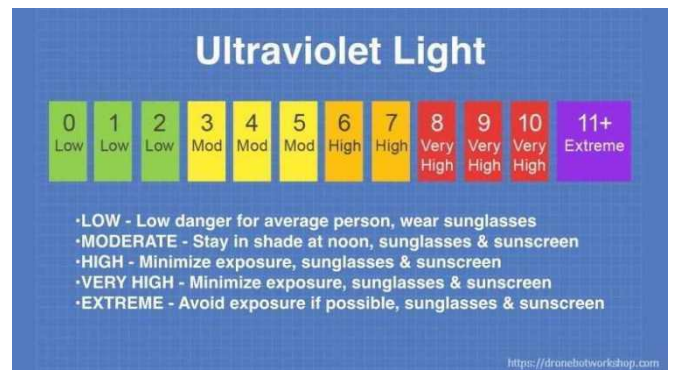 Ultraviolet Light
0 1 2 3 4 5 6 7 8 9 10 11+
Low Low Low Mod Mod Mod High High Very Very Very Extreme
High High High
•LOW - Low danger for average person, wear sunglasses
•MODERATE - Stay in shade at noon, sunglasses & sunscreen
•HIGH - Minimize exposure, sunglasses & sunscreen
•VERY HIGH - Minimize exposure, sunglasses & sunscreen
•EXTREME - Avoid exposure if possible, sunglasses & sunscreen
https://dronebotworkshop.com